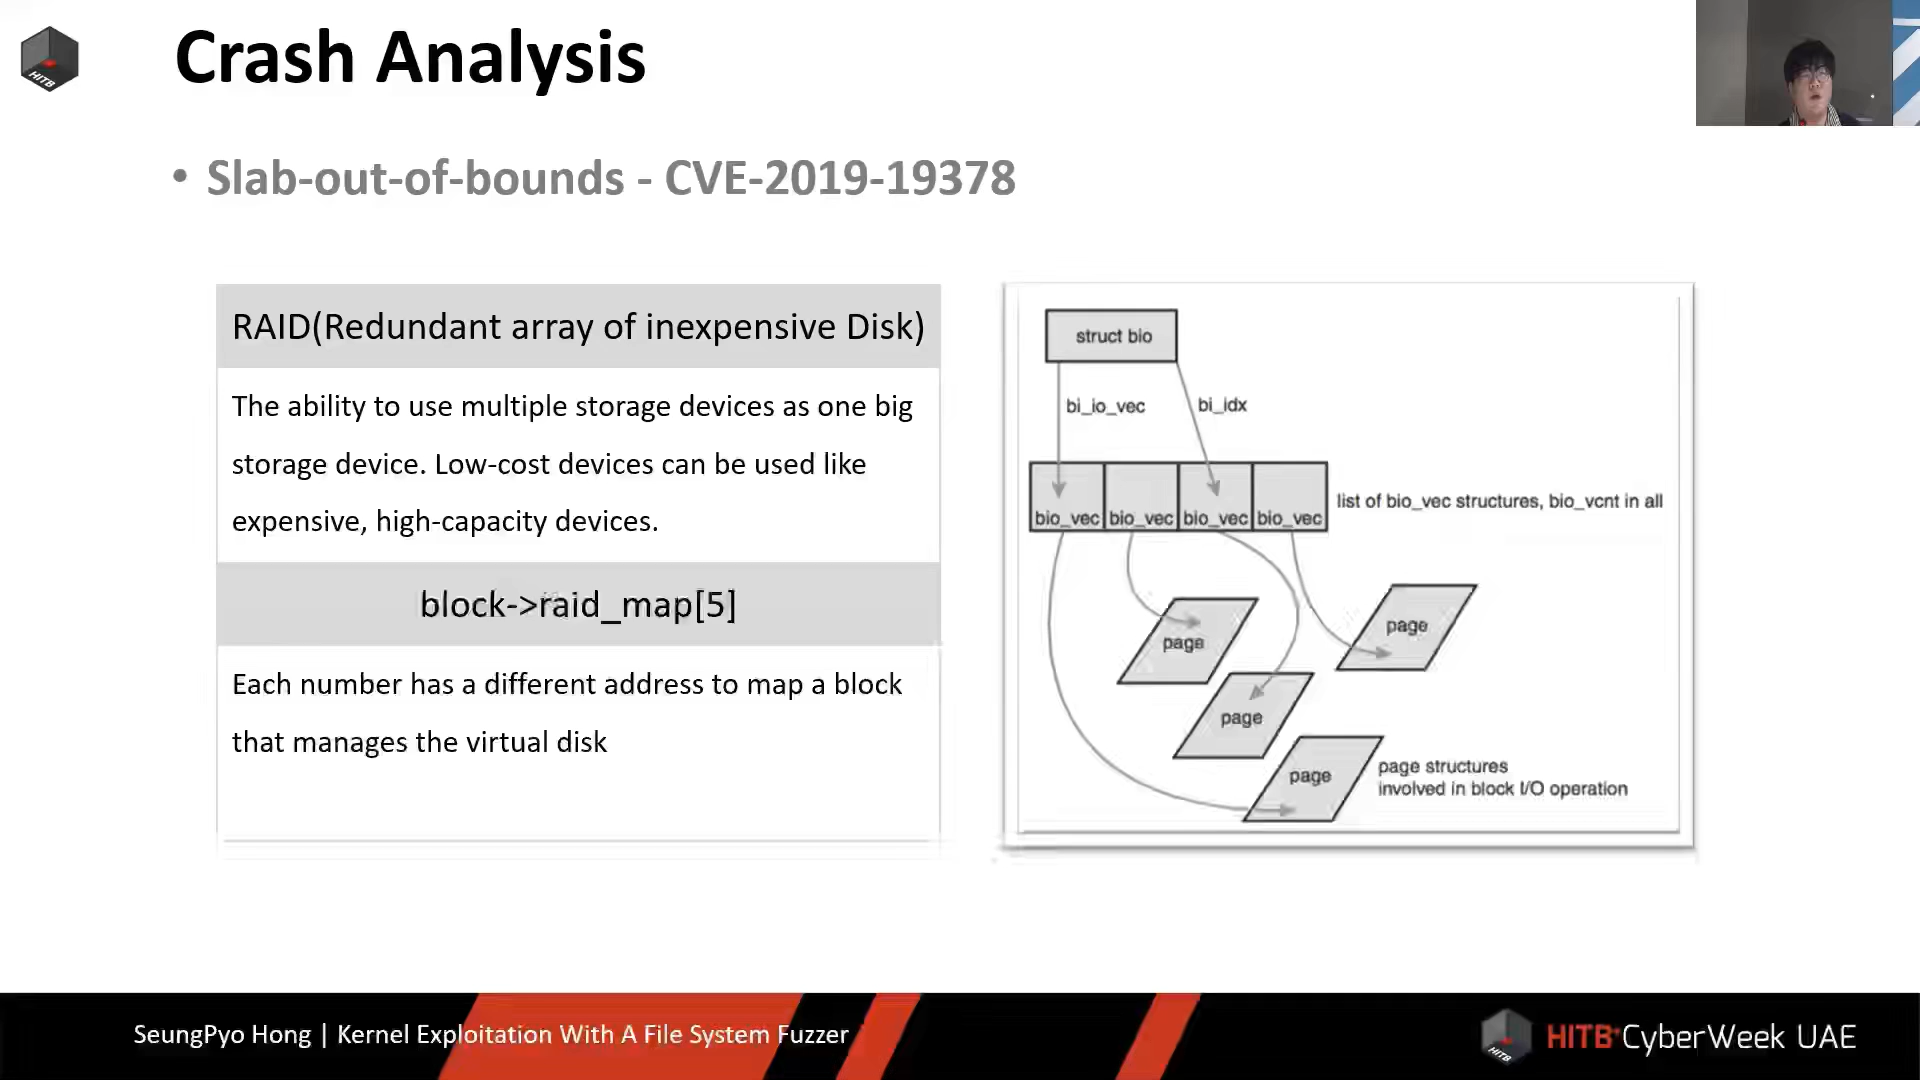 Crash Analysis
• Slab-out-of-bounds - CVE-2019-19378
RAID(Redundant array of inexpensive Disk)
The ability to use multiple storage devices as one big
storage device. Low-cost devices can be used like
expensive, high-capacity devices.
block->raid_map[5]
Each number has a different address to map a block
that manages the virtual disk
struct bio
bi_io_vec
bi_idx
bio_vec bio_vec bio_vec bio_vec
list of bio_vec structures, bio_vcnt in all
page
page
page
page
page structures
involved in block I/O operation
SeungPyo Hong | Kernel Exploitation With A File System Fuzzer
HITB
HITB+ CyberWeek UAE
HITB